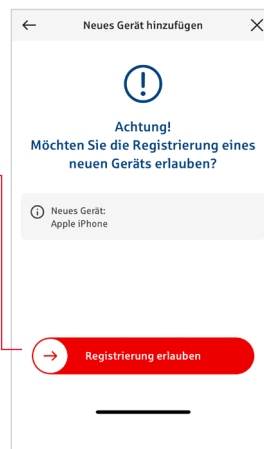 Neues Gerät hinzufügen
Achtung!
Möchten Sie die Registrierung eines
neuen Geräts erlauben?
Neues Gerät:
Apple iPhone
Registrierung erlauben